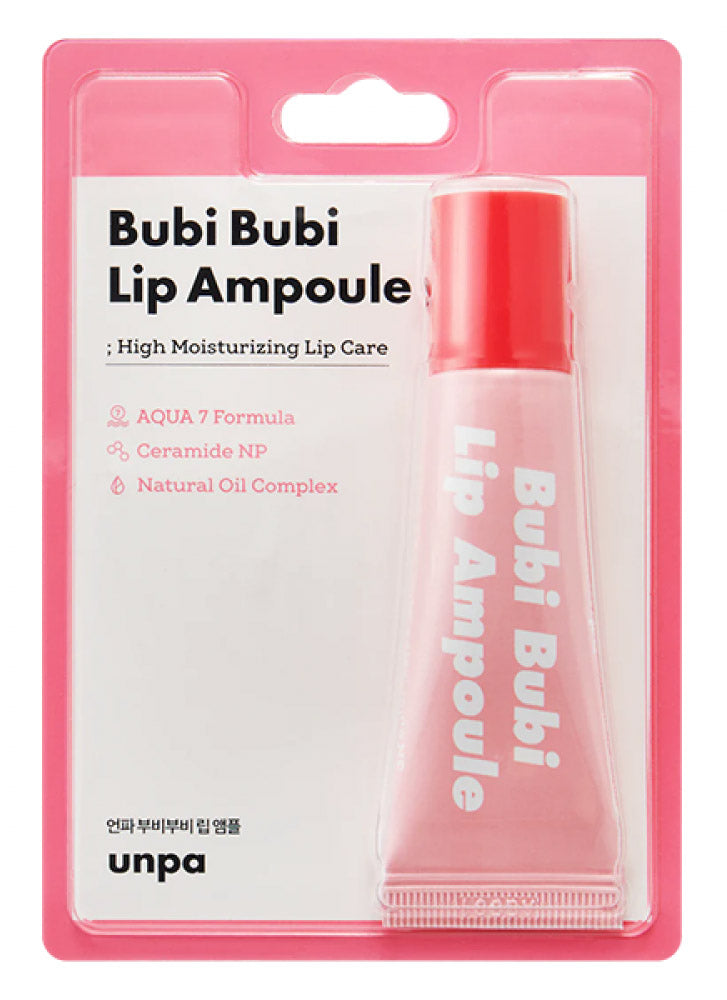 Bubi Bubi
Lip Ampoule
; High Moisturizing Lip Care
AQUA 7 Formula
Ceramide NP
Natural Oil Complex
Bubi Bubi
Lip Ampoule
언파 부비부비 립 앰플
unpa